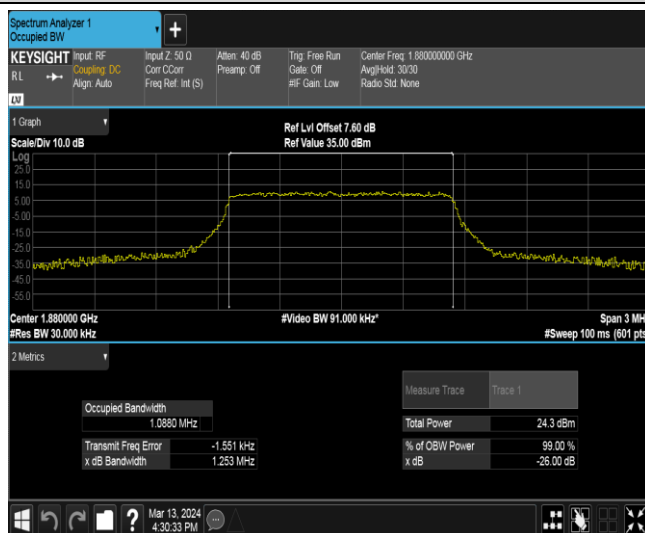 Spectrum Analyzer 1
Occupied BW
KEYSIGHT
RL
LXI
Input: RF
Coupling: DC
Align: Auto
Input Z: 50 Ω
Corr CCorr
Freq Ref: Int (S)
Atten: 40 dB
Preamp: Off
Trig: Free Run
Gate: Off
#IF Gain: Low
Center Freq: 1.880000000 GHz
Avg|Hold: 30/30
Radio Std: None
1 Graph
Scale/Div 10.0 dB
Ref Lvl Offset 7.60 dB
Ref Value 35.00 dBm
Log
25.0
15.0
5.00
-5.00
-15.0
-25.0
-35.0
-45.0
-55.0
Center 1.880000 GHz
#Res BW 30.000 kHz
#Video BW 91.000 kHz*
Span 3 MH
#Sweep 100 ms (601 pts
2 Metrics
Measure Trace Trace 1
Occupied Bandwidth
1.0880 MHz
Total Power 24.3 dBm
Transmit Freq Error -1.551 kHz
% of OBW Power 99.00 %
x dB Bandwidth 1.253 MHz
x dB -26.00 dB
Mar 13, 2024
4:30:33 PM